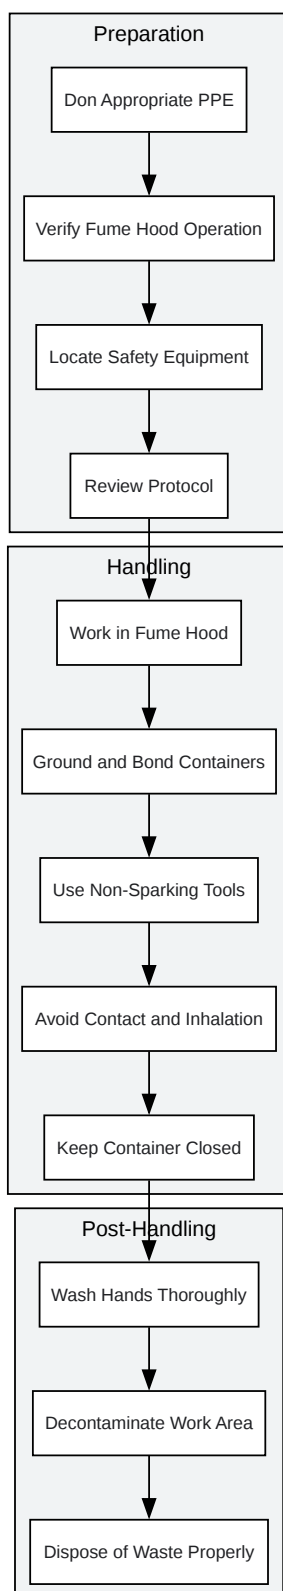 Preparation
Don Appropriate PPE
Verify Fume Hood Operation
Locate Safety Equipment
Review Protocol
Handling
Work in Fume Hood
Ground and Bond Containers
Use Non-Sparking Tools
Avoid Contact and Inhalation
Keep Container Closed
Post-Handling
Wash Hands Thoroughly
Decontaminate Work Area
Dispose of Waste Properly